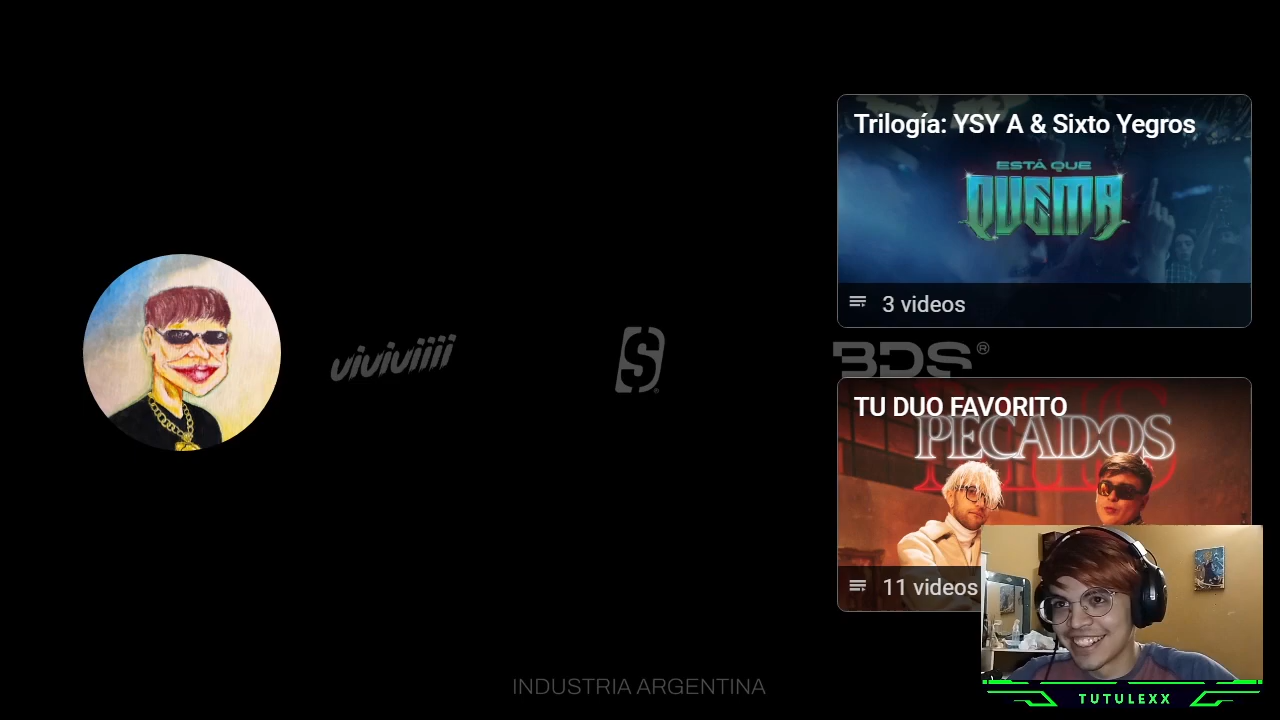 Trilogía: YSY A & Sixto Yegros
ESTÁ QUE
QUEMA
3 videos
viviviiii
S
BDS®
TU DUO FAVORITO
PECADOS
11 videos
TUTULEXX
INDUSTRIA ARGENTINA